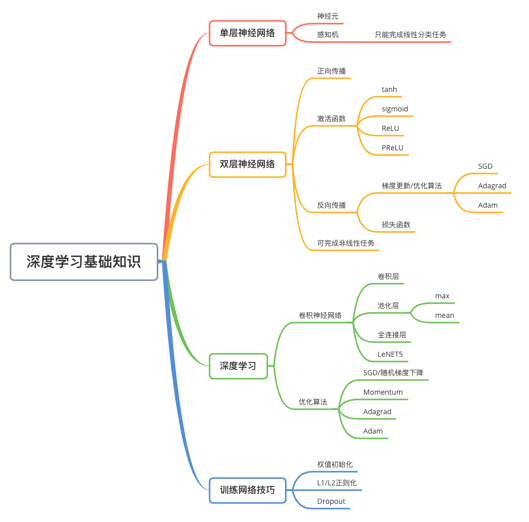 深度学习基础知识
单层神经网络
神经元
感知机
只能完成线性分类任务
双层神经网络
正向传播
激活函数
tanh
sigmoid
ReLU
PReLU
反向传播
梯度更新/优化算法
SGD
Adagrad
Adam
损失函数
可完成非线性任务
深度学习
卷积神经网络
卷积层
池化层
max
mean
全连接层
LeNET5
优化算法
SGD/随机梯度下降
Momentum
Adagrad
Adam
训练网络技巧
权值初始化
L1/L2正则化
Dropout